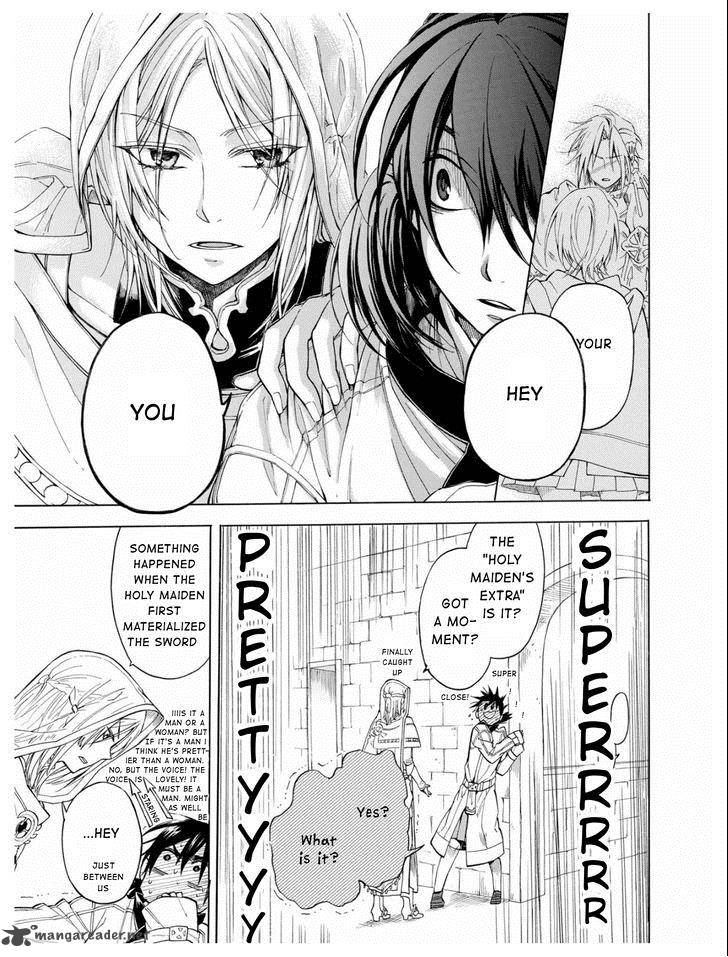 YOUR
HEY
YOU
SUPERRRRR
THE
"HOLY
MAIDEN'S
EXTRA"
IS IT?
GOT
A MO-
MENT?
SUPER
CLOSE!
FINALLY
CAUGHT
UP
YES?
What
is it?
PRETTYYYY
SOMETHING
HAPPENED
WHEN THE
HOLY MAIDEN
FIRST
MATERIALIZED
THE SWORD
IIIIS IT A
MAN OR A
WOMAN? BUT
IF IT'S A MAN I
THINK HE'S PRETT-
IER THAN A WOMAN.
NO, BUT THE VOICE! THE
VOICE IS LOVELY! IT
MUST BE A
MAN. MIGHT
AS WELL
BE
STARING
...HEY
JUST
BETWEEN
US
mangareader.net